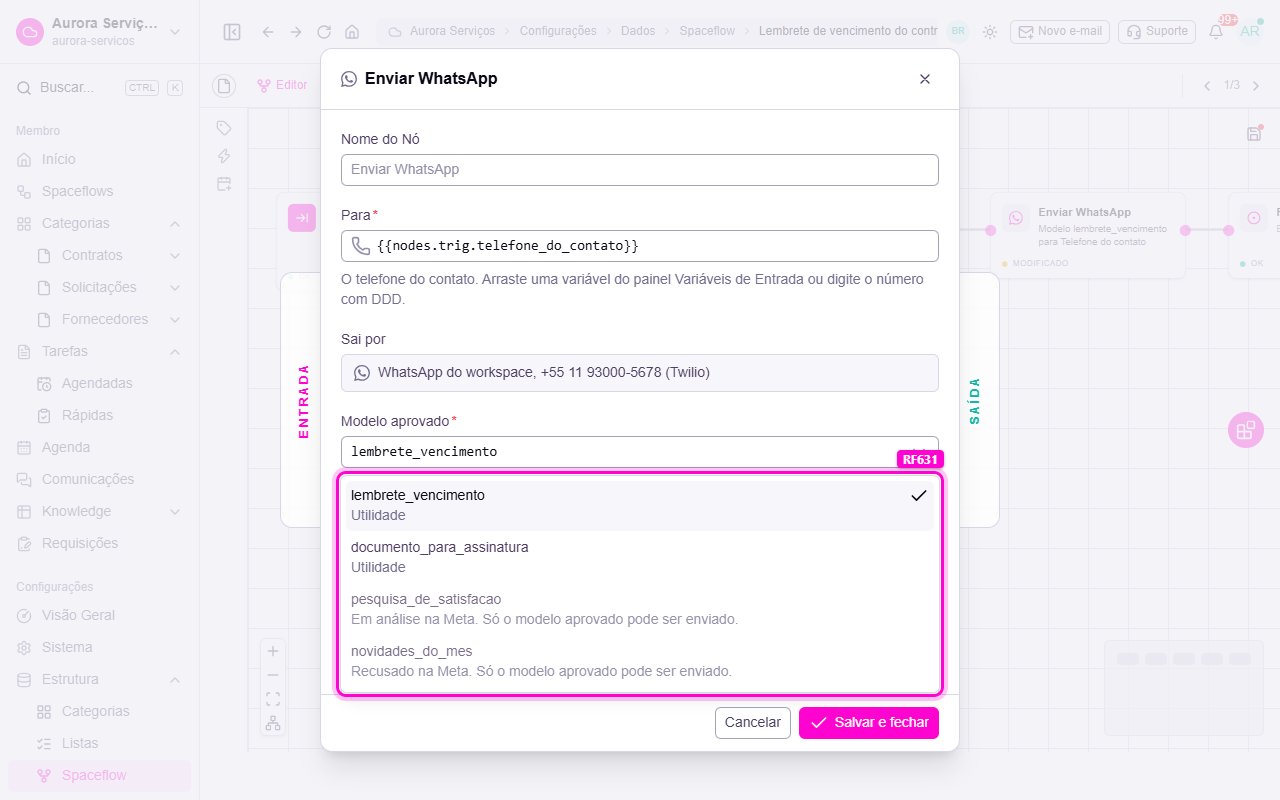 Aurora Serviç...
aurora-servicos
Aurora Serviços
Configurações
Dados
Spaceflow
Lembrete de vencimento do contr
BR
Novo e-mail
Suporte
99+
AR
Buscar...
CTRL
K
Editor
1/3
Membro
Início
Spaceflows
Categorias
Contratos
Solicitações
Fornecedores
Tarefas
Agendadas
Rápidas
Agenda
Comunicações
Knowledge
Requisições
Configurações
Visão Geral
Sistema
Estrutura
Categorias
Listas
Spaceflow
ENTRADA
Enviar WhatsApp
Nome do Nó
Enviar WhatsApp
Para*
{{nodes.trig.telefone_do_contato}}
O telefone do contato. Arraste uma variável do painel Variáveis de Entrada ou digite o número
com DDD.
Sai por
WhatsApp do workspace, +55 11 93000-5678 (Twilio)
Modelo aprovado*
lembrete_vencimento
RF631
lembrete_vencimento
Utilidade
documento_para_assinatura
Utilidade
pesquisa_de_satisfacao
Em análise na Meta. Só o modelo aprovado pode ser enviado.
novidades_do_mes
Recusado na Meta. Só o modelo aprovado pode ser enviado.
Cancelar
Salvar e fechar
Enviar WhatsApp
Modelo lembrete_vencimento
para Telefone do contato
MODIFICADO
OK
SAÍDA